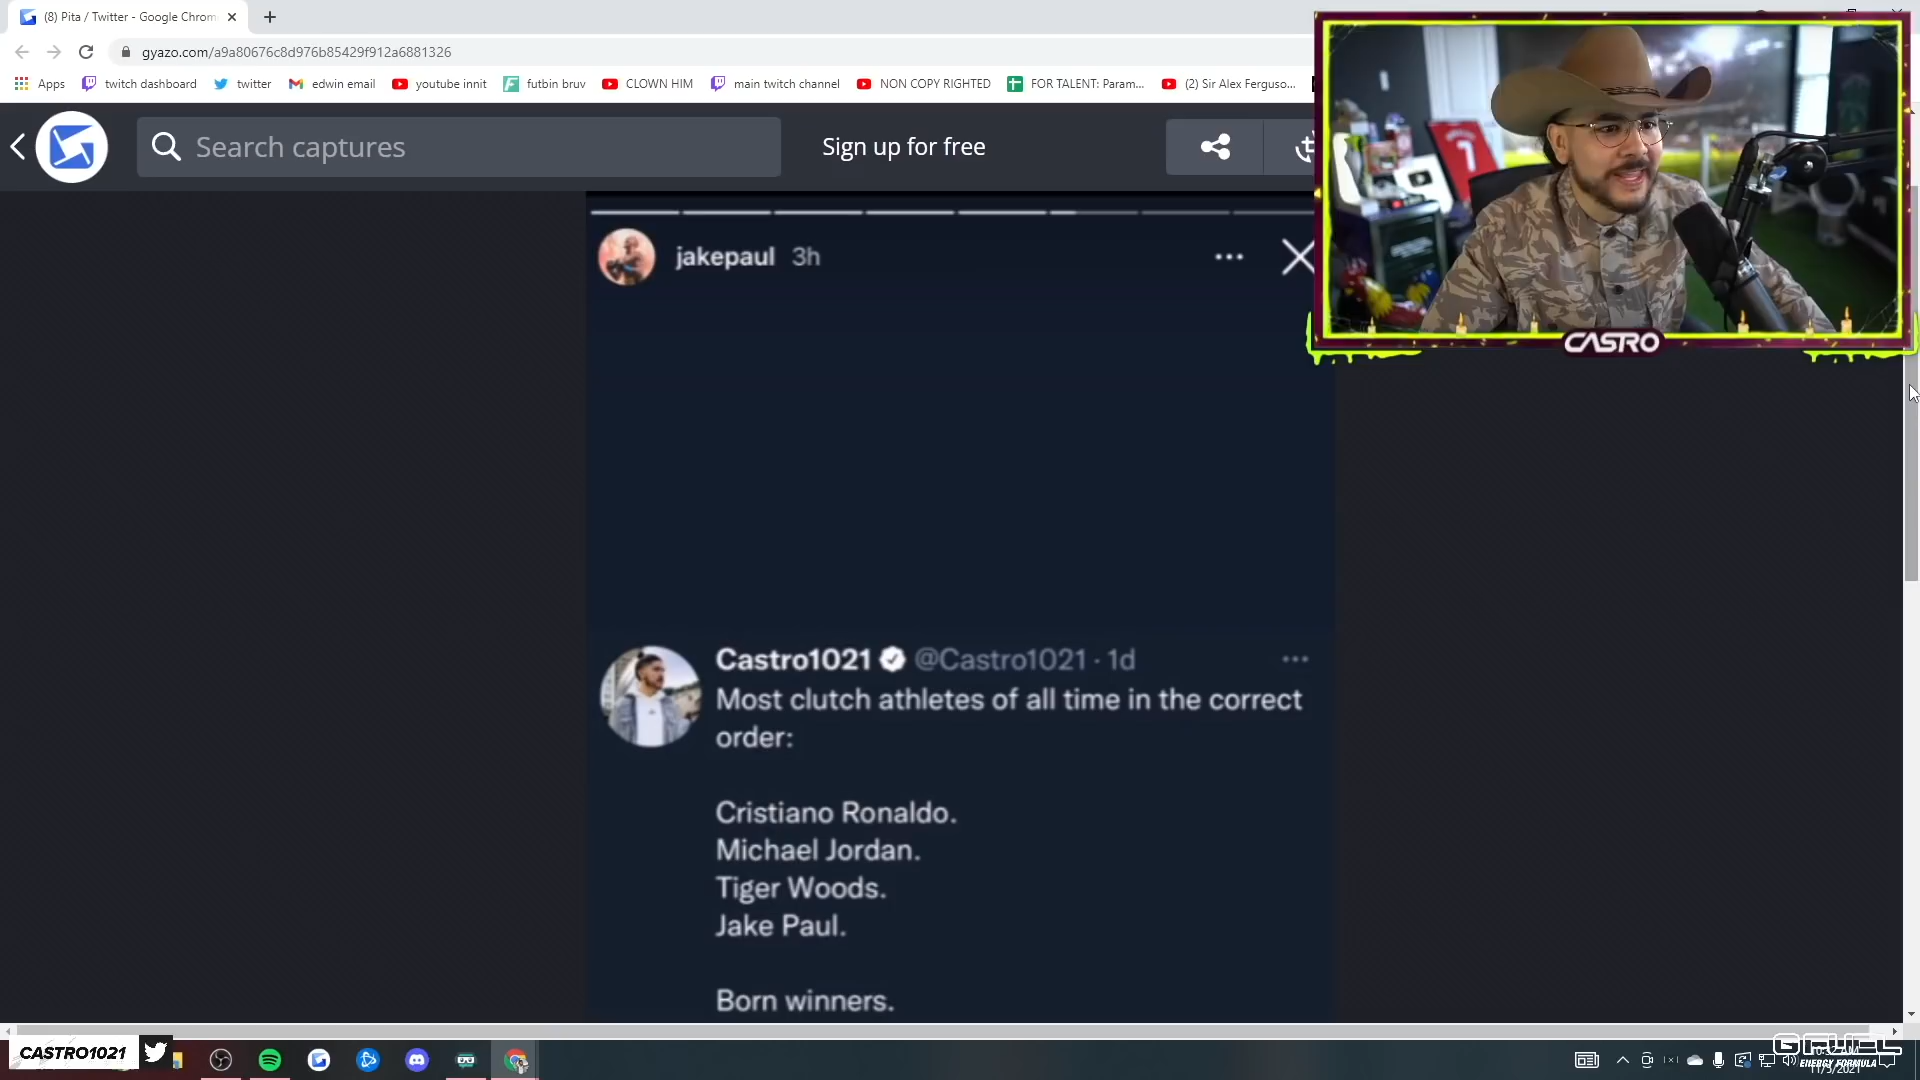 (8) Pita / Twitter - Google Chrom
gyazo.com/a9a80676c8d976b85429f912a6881326
Apps twitch dashboard twitter edwin email youtube innit futbin bruv CLOWN HIM main twitch channel NON COPY RIGHTED FOR TALENT: Param... (2) Sir Alex Ferguso...
Search captures
Sign up for free
jakepaul 3h
CASTRO
Castro1021 @Castro1021 · 1d
Most clutch athletes of all time in the correct
order:
Cristiano Ronaldo.
Michael Jordan.
Tiger Woods.
Jake Paul.
Born winners.
CASTRO1021
G FUEL
ENERGY FORMULA